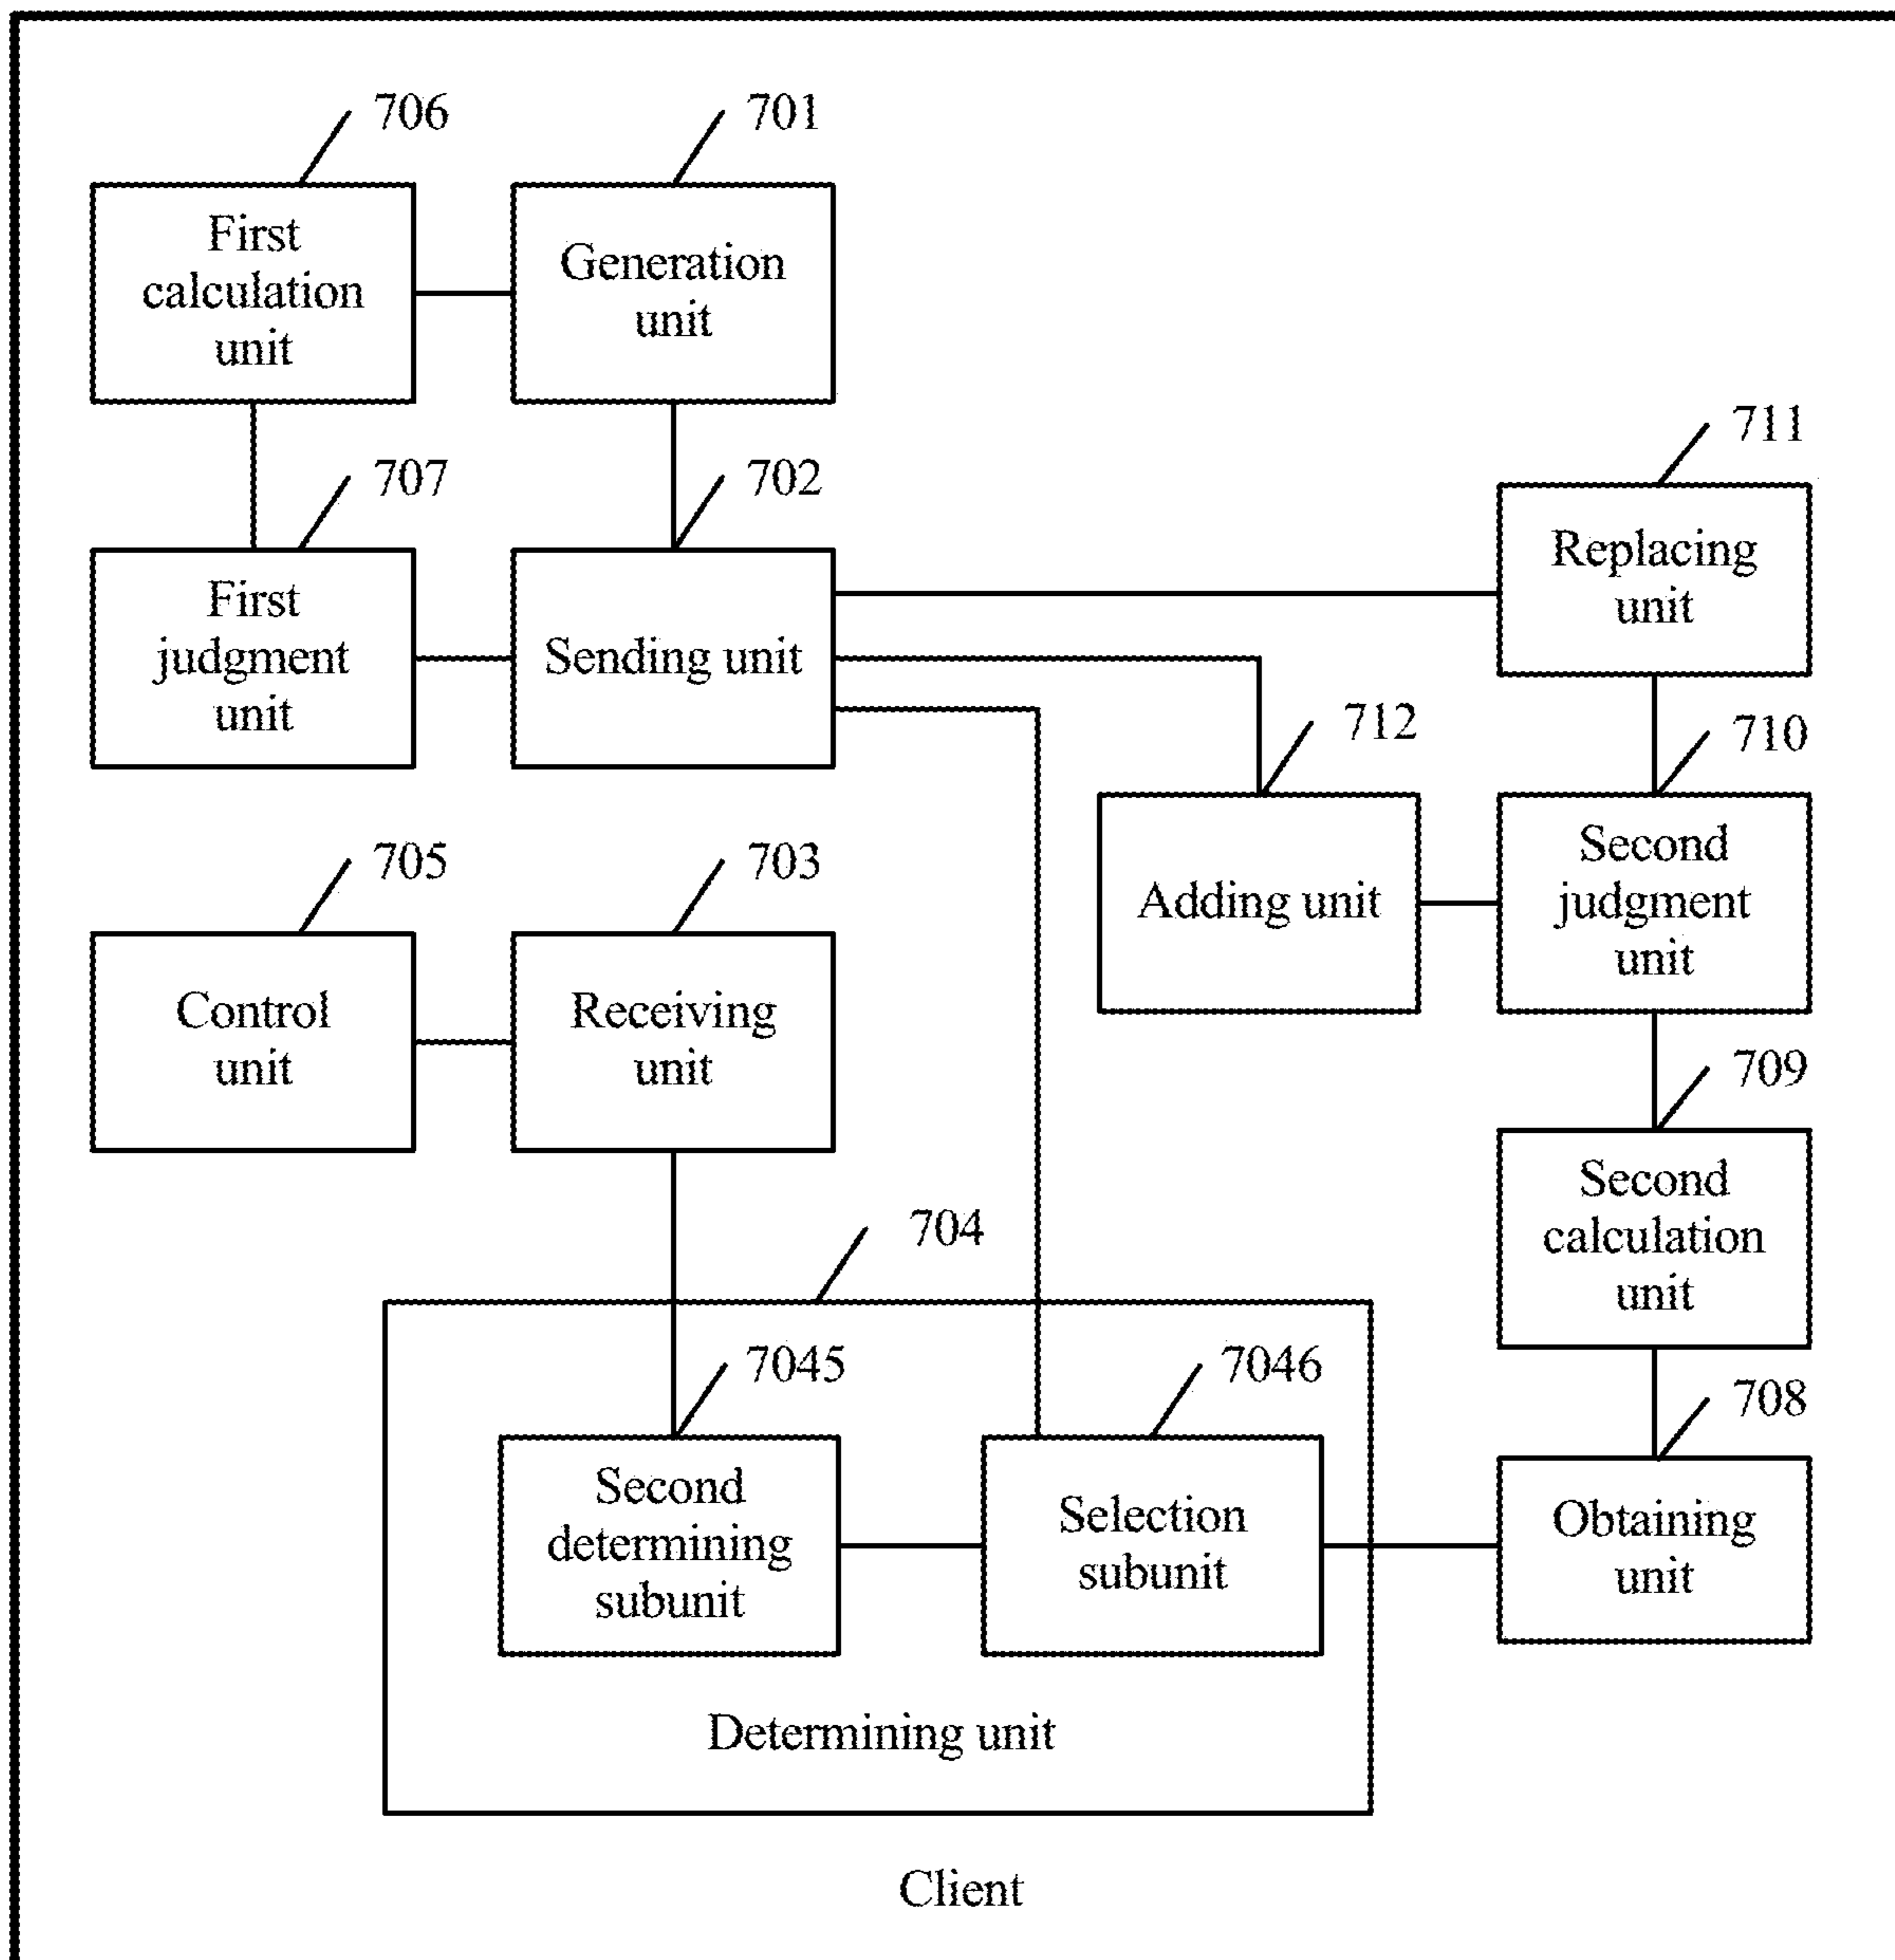 706
701
First
calculation
unit
Generation
unit
711
707
702
Replacing
unit
First
judgment
unit
Sending unit
712
710
705
703
Adding unit
Second
judgment
unit
Control
unit
Receiving
unit
709
Second
calculation
unit
704
7045
7046
708
Second
determining
subunit
Selection
subunit
Obtaining
unit
Determining unit
Client